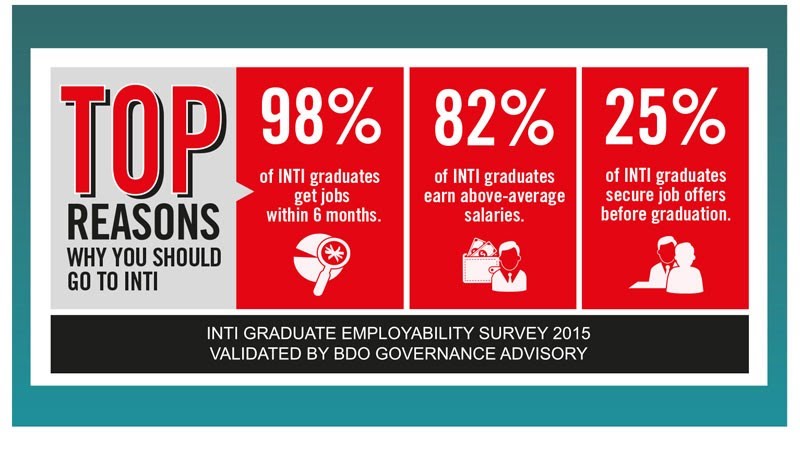 TOP
REASONS
WHY YOU SHOULD
GO TO INTI
98%
of INTI graduates
get jobs
within 6 months.
82%
of INTI graduates
earn above-average
salaries.
25%
of INTI graduates
secure job offers
before graduation.
INTI GRADUATE EMPLOYABILITY SURVEY 2015
VALIDATED BY BDO GOVERNANCE ADVISORY